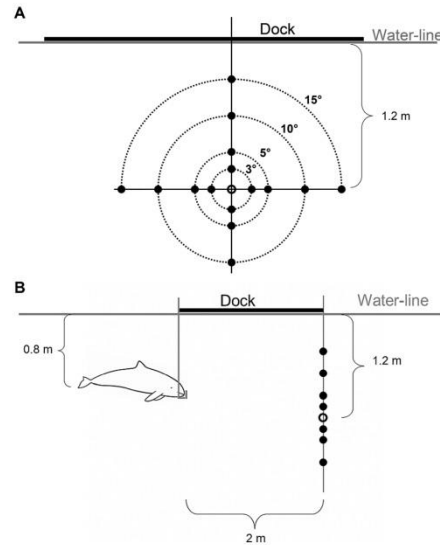 A
Dock
Water-line
15°
10°
5°
3°
1.2 m
B
Dock
Water-line
0.8 m
1.2 m
2 m